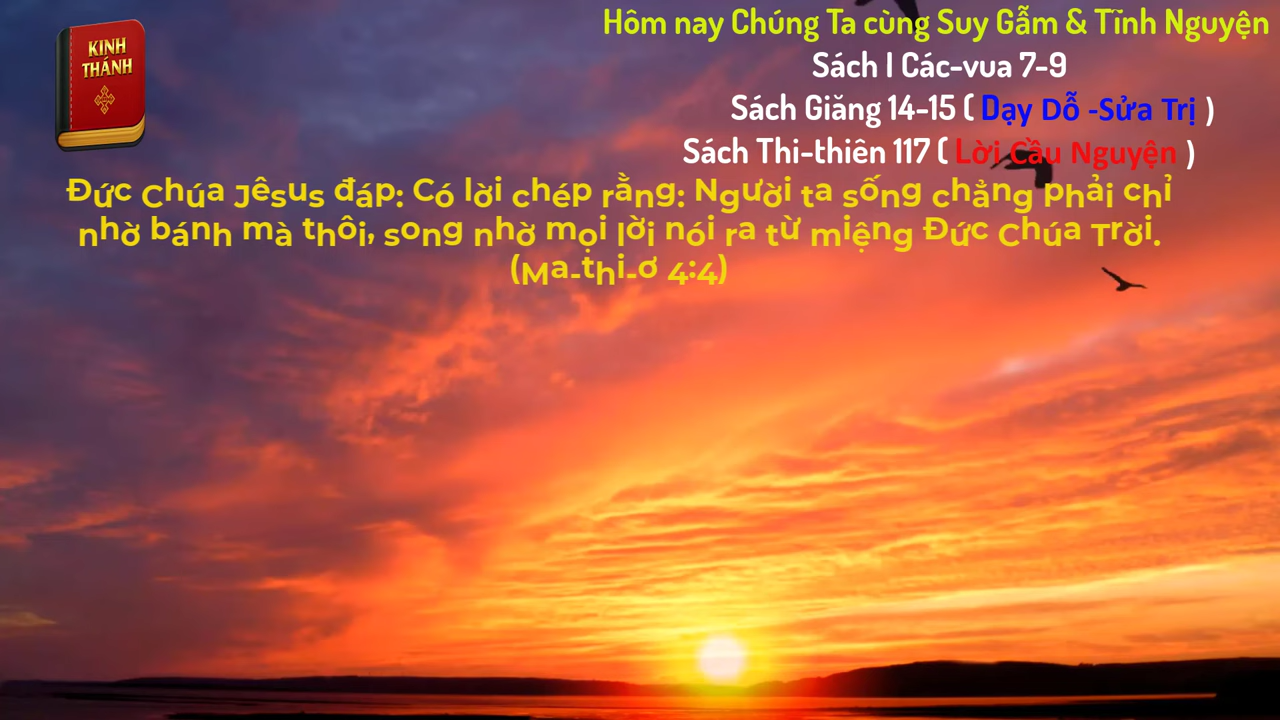 KINH
THÁNH
Hôm nay Chúng Ta cùng Suy Gẫm & Tĩnh Nguyện
Sách I Các-vua 7-9
Sách Giăng 14-15 ( Dạy Dỗ -Sửa Trị )
Sách Thi-thiên 117 ( Lời Cầu Nguyện )
Đức Chúa Jêsus đáp: Có lời chép rằng: Người ta sống chẳng phải chỉ
nhờ bánh mà thôi, song nhờ mọi lời nói ra từ miệng Đức Chúa Trời.
(Ma-thi-ơ 4:4)